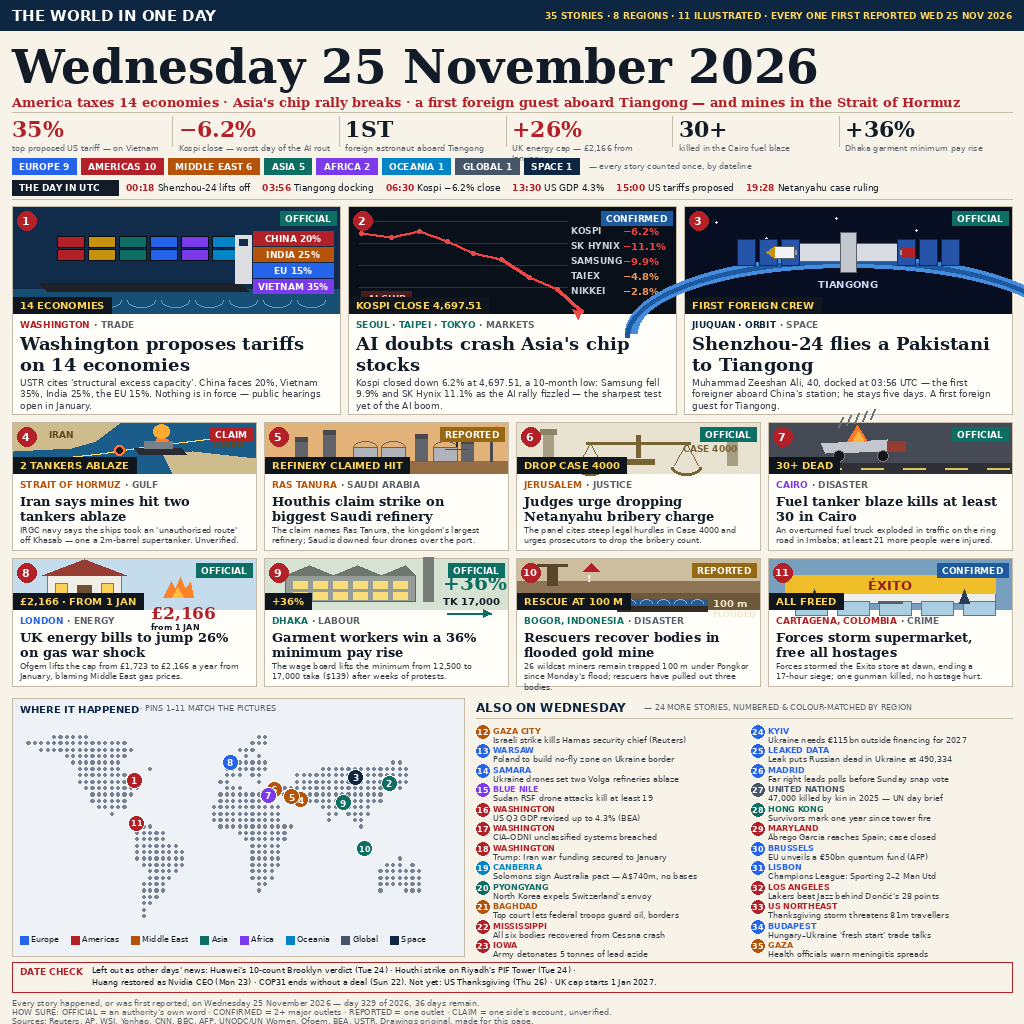 THE WORLD IN ONE DAY
35 STORIES · 8 REGIONS · 11 ILLUSTRATED · EVERY ONE FIRST REPORTED WED 25 NOV 2026
Wednesday 25 November 2026
America taxes 14 economies · Asia's chip rally breaks · a first foreign guest aboard Tiangong — and mines in the Strait of Hormuz
35%
top proposed US tariff — on Vietnam
−6.2%
Kospi close — worst day of the AI rout
1ST
foreign astronaut aboard Tiangong
+26%
UK energy cap — £2,166 from
30+
killed in the Cairo fuel blaze
+36%
Dhaka garment minimum pay rise
EUROPE 9
AMERICAS 10
MIDDLE EAST 6
ASIA 5
AFRICA 2
OCEANIA 1
GLOBAL 1
SPACE 1
— every story counted once, by dateline
THE DAY IN UTC
00:18 Shenzhou-24 lifts off
03:56 Tiangong docking
06:30 Kospi −6.2% close
13:30 US GDP 4.3%
15:00 US tariffs proposed
19:28 Netanyahu case ruling
1
OFFICIAL
CHINA 20%
INDIA 25%
EU 15%
VIETNAM 35%
14 ECONOMIES
WASHINGTON · TRADE
Washington proposes tariffs
on 14 economies
USTR cites 'structural excess capacity'. China faces 20%, Vietnam
35%, India 25%, the EU 15%. Nothing is in force — public hearings
open in January.
2
CONFIRMED
KOSPI −6.2%
SK HYNIX −11.1%
SAMSUNG −9.9%
TAIEX −4.8%
NIKKEI −2.8%
KOSPI CLOSE 4,697.51
SEOUL · TAIPEI · TOKYO · MARKETS
AI doubts crash Asia's chip
stocks
Kospi closed down 6.2% at 4,697.51, a 10-month low: Samsung fell
9.9% and SK Hynix 11.1% as the AI rally fizzled — the sharpest test
yet of the AI boom.
3
OFFICIAL
TIANGONG
FIRST FOREIGN CREW
JIUQUAN · ORBIT · SPACE
Shenzhou-24 flies a Pakistani
to Tiangong
Muhammad Zeeshan Ali, 40, docked at 03:56 UTC — the first
foreigner aboard China's station; he stays five days. A first foreign
guest for Tiangong.
4
IRAN
CLAIM
2 TANKERS ABLAZE
STRAIT OF HORMUZ · GULF
Iran says mines hit two
tankers ablaze
IRGC navy says the ships took an 'unauthorised route'
off Khasab — one a 2m-barrel supertanker. Unverified.
5
REPORTED
REFINERY CLAIMED HIT
RAS TANURA · SAUDI ARABIA
Houthis claim strike on
biggest Saudi refinery
The claim names Ras Tanura, the kingdom's largest
refinery; Saudis downed four drones over the port.
6
OFFICIAL
CASE 4000
DROP CASE 4000
JERUSALEM · JUSTICE
Judges urge dropping
Netanyahu bribery charge
The panel cites steep legal hurdles in Case 4000 and
urges prosecutors to drop the bribery count.
7
OFFICIAL
30+ DEAD
CAIRO · DISASTER
Fuel tanker blaze kills at least
30 in Cairo
An overturned fuel truck exploded in traffic on the ring
road in Imbaba; at least 21 more people were injured.
8
OFFICIAL
£2,166 · FROM 1 JAN
£2,166
from 1 JAN
LONDON · ENERGY
UK energy bills to jump 26%
on gas war shock
Ofgem lifts the cap from £1,723 to £2,166 a year from
January, blaming Middle East gas prices.
9
OFFICIAL
+36%
TK 17,000
+36%
DHAKA · LABOUR
Garment workers win a 36%
minimum pay rise
The wage board lifts the minimum from 12,500 to
17,000 taka ($139) after weeks of protests.
10
REPORTED
RESCUE AT 100 M
100 m
FLOODED
BOGOR, INDONESIA · DISASTER
Rescuers recover bodies in
flooded gold mine
26 wildcat miners remain trapped 100 m under Pongkor
since Monday's flood; rescuers have pulled out three
bodies.
11
CONFIRMED
ÉXITO
ALL FREED
CARTAGENA, COLOMBIA · CRIME
Forces storm supermarket,
free all hostages
Forces stormed the Éxito store at dawn, ending a
17-hour siege; one gunman killed, no hostage hurt.
WHERE IT HAPPENED · PINS 1–11 MATCH THE PICTURES
8
3
1
2
7
5
4
9
11
10
Europe
Americas
Middle East
Asia
Africa
Oceania
Global
Space
ALSO ON WEDNESDAY — 24 MORE STORIES, NUMBERED & COLOUR-MATCHED BY REGION
12 GAZA CITY
Israeli strike kills Hamas security chief (Reuters)
13 WARSAW
Poland to build no-fly zone on Ukraine border
14 SAMARA
Ukraine drones set two Volga refineries ablaze
15 BLUE NILE
Sudan RSF drone attacks kill at least 19
16 WASHINGTON
US Q3 GDP revised up to 4.3% (BEA)
17 WASHINGTON
CIA–ODNI unclassified systems breached
18 WASHINGTON
Trump: Iran war funding secured to January
19 CANBERRA
Solomons sign Australia pact — A$740m, no bases
20 PYONGYANG
North Korea expels Switzerland's envoy
21 BAGHDAD
Top court lets federal troops guard oil, borders
22 MISSISSIPPI
All six bodies recovered from Cessna crash
23 IOWA
Army detonates 5 tonnes of lead azide
24 KYIV
Ukraine needs €115bn outside financing for 2027
25 LEAKED DATA
Leak puts Russian dead in Ukraine at 490,334
26 MADRID
Far right leads polls before Sunday snap vote
27 UNITED NATIONS
47,000 killed by kin in 2025 — UN day brief
28 HONG KONG
Survivors mark one year since tower fire
29 MARYLAND
Ábrego García reaches Spain; case closed
30 BRUSSELS
EU unveils a €50bn quantum fund (AFP)
31 LISBON
Champions League: Sporting 2–2 Man Utd
32 LOS ANGELES
Lakers beat Jazz behind Dončić's 28 points
33 US NORTHEAST
Thanksgiving storm threatens 81m travellers
34 BUDAPEST
Hungary–Ukraine 'fresh start' trade talks
35 GAZA
Health officials warn meningitis spreads
DATE CHECK
Left out as other days' news: Huawei's 10-count Brooklyn verdict (Tue 24) · Houthi strike on Riyadh's PIF Tower (Tue 24) ·
Huang restored as Nvidia CEO (Mon 23) · COP31 ends without a deal (Sun 22). Not yet: US Thanksgiving (Thu 26) · UK cap starts 1 Jan 2027.
Every story happened, or was first reported, on Wednesday 25 November 2026 — day 329 of 2026, 36 days remain.
HOW SURE: OFFICIAL = an authority's own word · CONFIRMED = 2+ major outlets · REPORTED = one outlet · CLAIM = one side's account, unverified.
Sources: Reuters, AP, WSJ, Yonhap, CNN, BBC, AFP, UNODC/UN Women, Ofgem, BEA, USTR. Drawings original, made for this page.